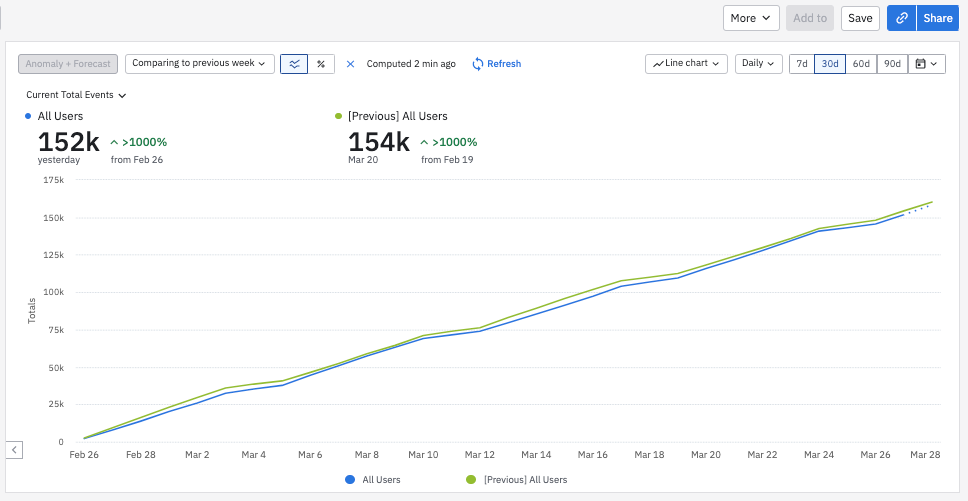 More Add to Save Share
Anomaly + Forecast Comparing to previous week % Computed 2 min ago Refresh Line chart Daily 7d 30d 60d 90d
Current Total Events
All Users [Previous] All Users
152k >1000% 154k >1000%
yesterday from Feb 26 Mar 20 from Feb 19
175k
150k
125k
100k
75k
50k
25k
0
Totals
Feb 26 Feb 28 Mar 2 Mar 4 Mar 6 Mar 8 Mar 10 Mar 12 Mar 14 Mar 16 Mar 18 Mar 20 Mar 22 Mar 24 Mar 26 Mar 28
All Users [Previous] All Users